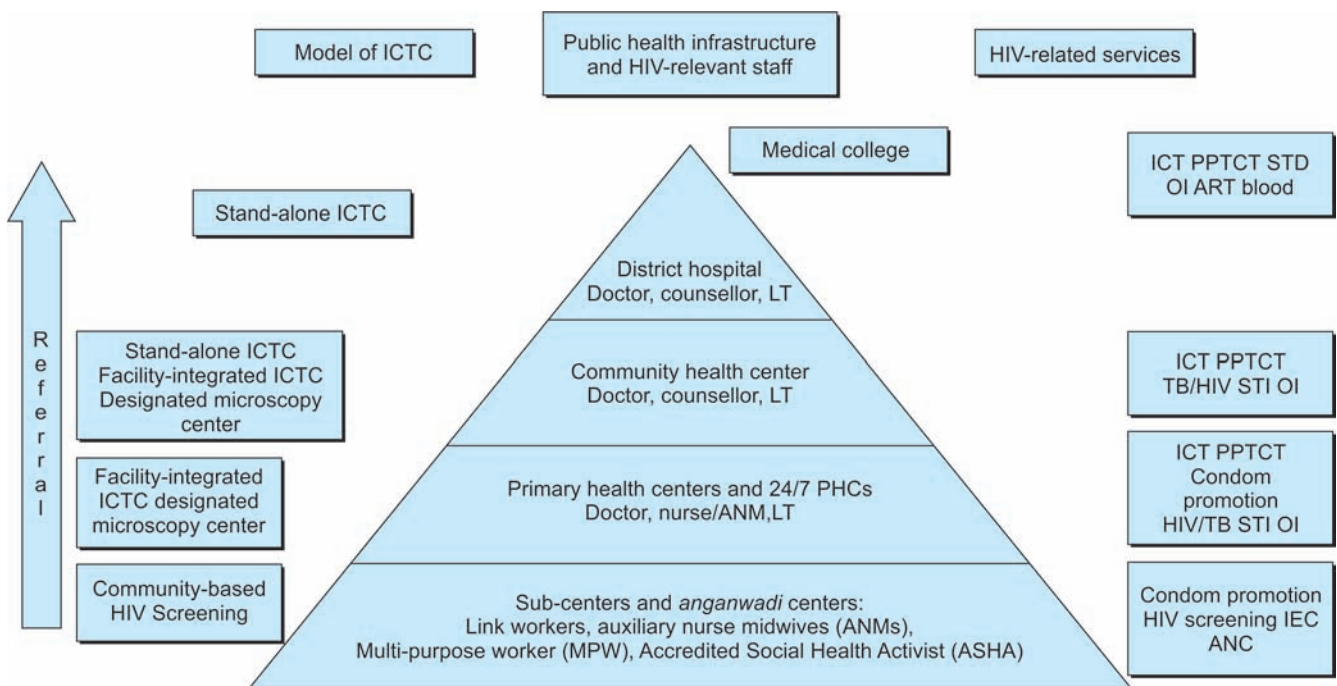 Model of ICTC
Public health infrastructure
and HIV-relevant staff
HIV-related services
Medical college
ICT PPTCT STD
OI ART blood
Stand-alone ICTC
District hospital
Doctor, counsellor, LT
Referral
Stand-alone ICTC
Facility-integrated ICTC
Designated microscopy
center
Community health center
Doctor, counsellor, LT
ICT PPTCT
TB/HIV STI OI
Facility-integrated
ICTC designated
microscopy center
Primary health centers and 24/7 PHCs
Doctor, nurse/ANM,LT
ICT PPTCT
Condom
promotion
HIV/TB STI OI
Community-based
HIV Screening
Sub-centers and anganwadi centers:
Link workers, auxiliary nurse midwives (ANMs),
Multi-purpose worker (MPW), Accredited Social Health Activist (ASHA)
Condom promotion
HIV screening IEC
ANC